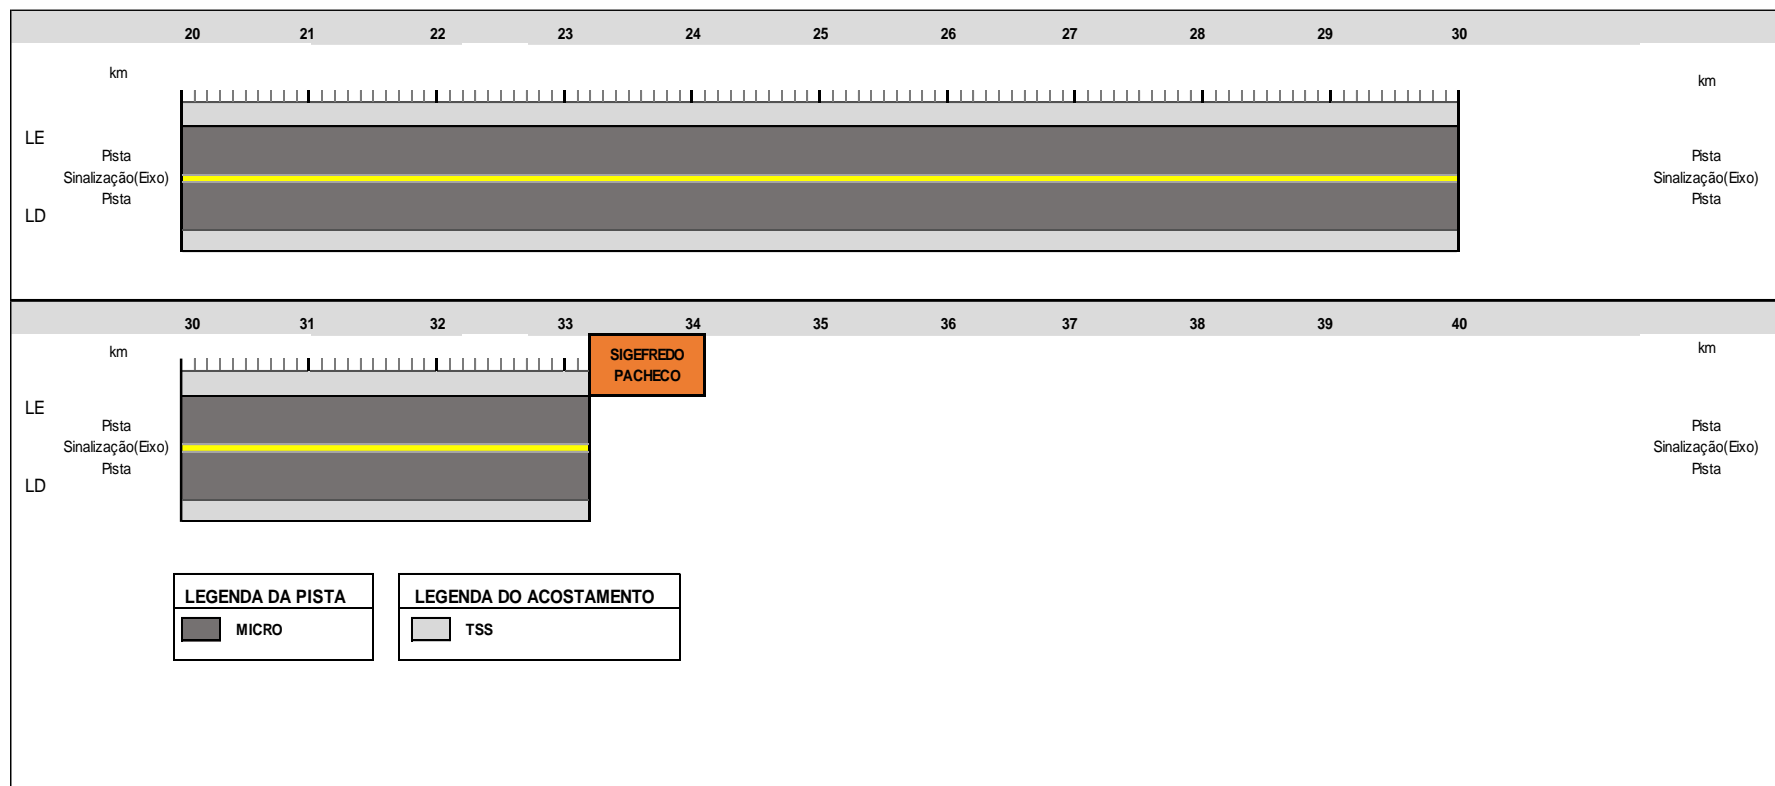 20 21 22 23 24 25 26 27 28 29 30
km km
LE
Pista Pista
Sinalização(Eixo) Sinalização(Eixo)
Pista Pista
LD
30 31 32 33 34 35 36 37 38 39 40
km km
SIGEFREDO
PACHECO
LE
Pista Pista
Sinalização(Eixo) Sinalização(Eixo)
Pista Pista
LD
LEGENDA DA PISTA LEGENDA DO ACOSTAMENTO
MICRO TSS